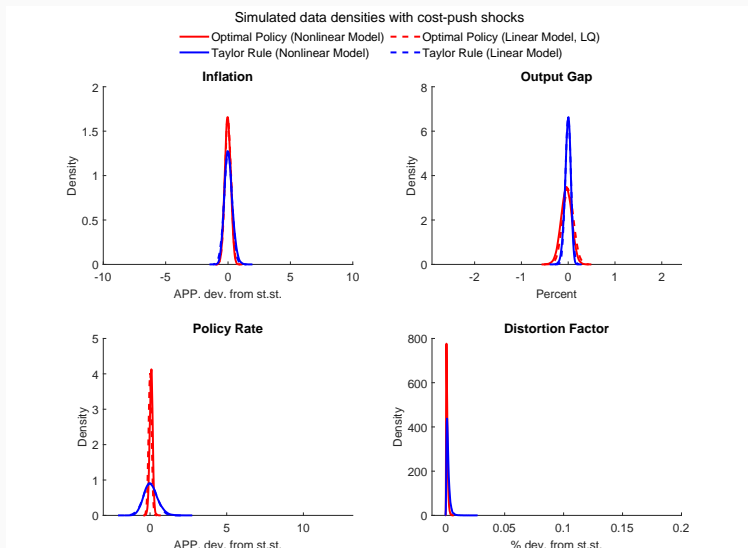 Simulated data densities with cost-push shocks
Optimal Policy (Nonlinear Model) Optimal Policy (Linear Model, LQ)
Taylor Rule (Nonlinear Model) Taylor Rule (Linear Model)
Inflation
Density
2
1.5
1
0.5
0
-10 -5 0 5 10
APP. dev. from st.st.
Output Gap
Density
8
6
4
2
0
-2 -1 0 1 2
Percent
Policy Rate
Density
5
4
3
2
1
0
0 5 10
APP. dev. from st.st.
Distortion Factor
Density
800
600
400
200
0
0 0.05 0.1 0.15 0.2
% dev. from st.st.